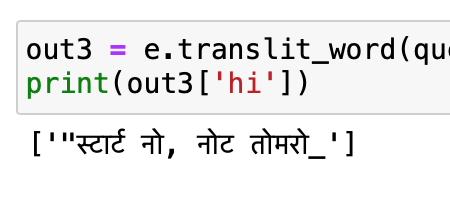 out3 = e.translit_word(que
print(out3['hi'])
['"स्टार्ट नो, नोट तोमरो_']